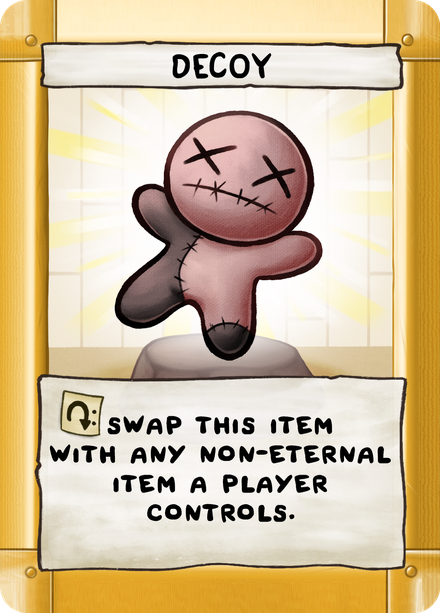 DECOY
: SWAP THIS ITEM
WITH ANY NON-ETERNAL
ITEM A PLAYER
CONTROLS.